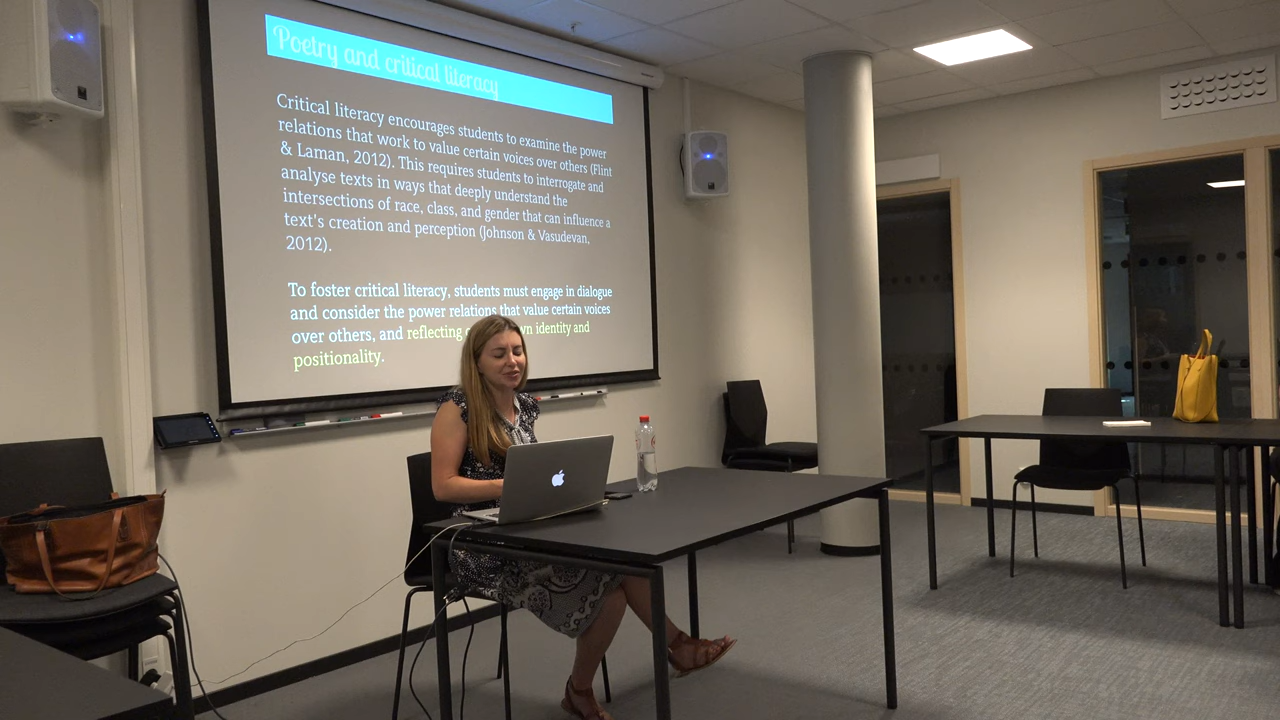 Poetry and critical literacy
Critical literacy encourages students to examine the power
relations that work to value certain voices over others (Flint
& Laman, 2012). This requires students to interrogate and
analyse texts in ways that deeply understand the
intersections of race, class, and gender that can influence a
text's creation and perception (Johnson & Vasudevan,
2012).
To foster critical literacy, students must engage in dialogue
and consider the power relations that value certain voices
over others, and reflecting own identity and
positionality.